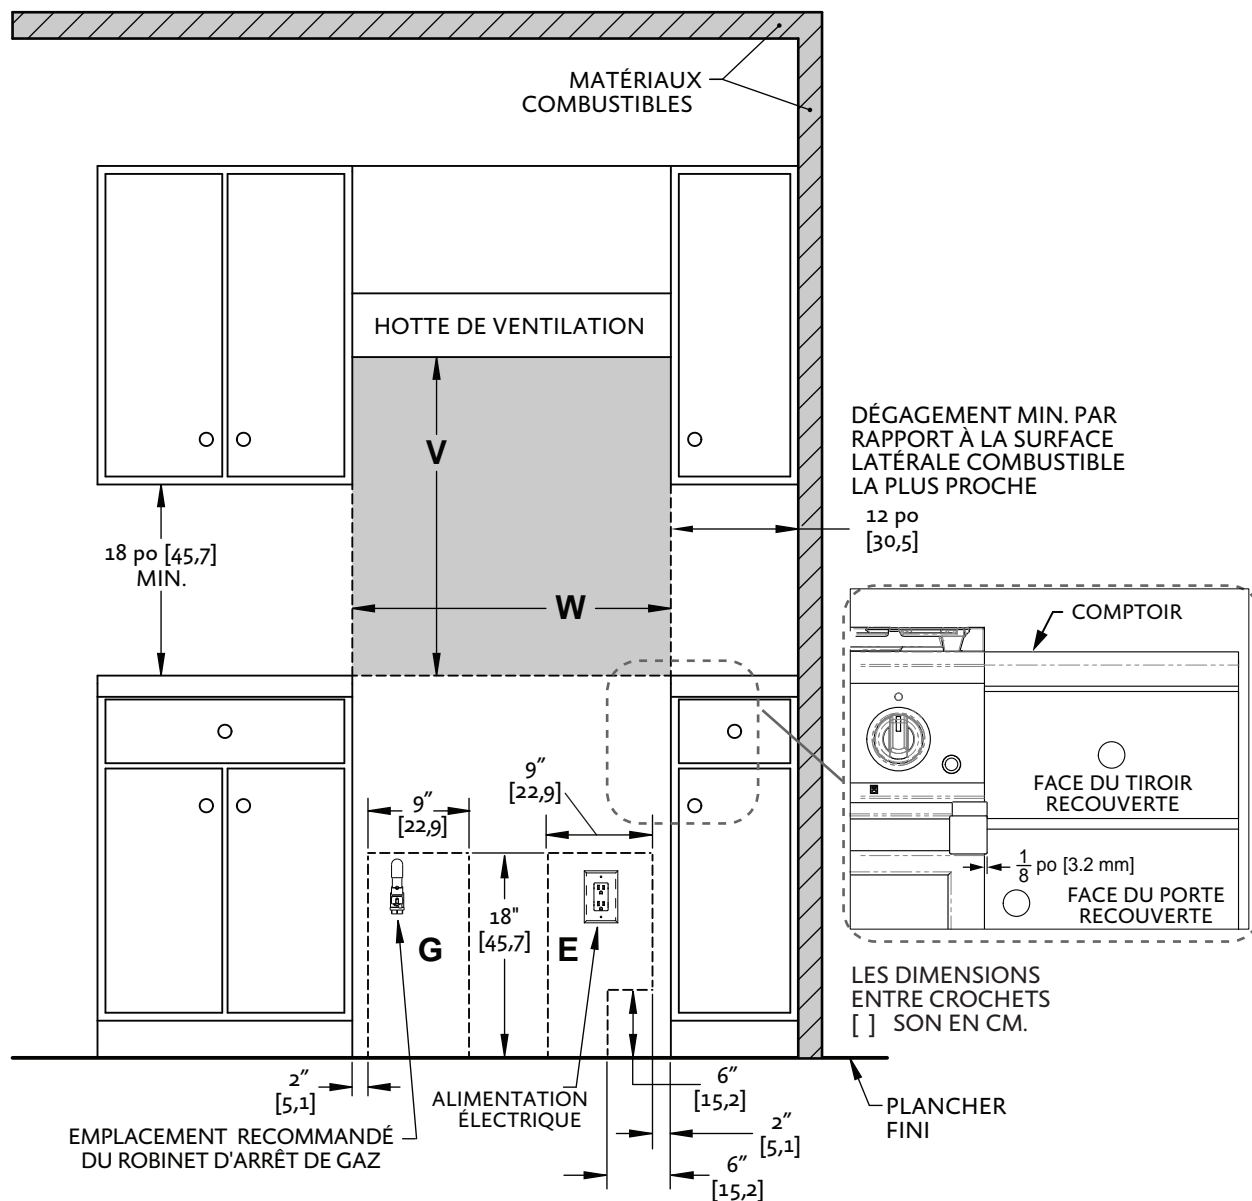 MATÉRIAUX
COMBUSTIBLES
HOTTE DE VENTILATION
V
DÉGAGEMENT MIN. PAR
RAPPORT À LA SURFACE
LATÉRALE COMBUSTIBLE
LA PLUS PROCHE
12 po
[30,5]
18 po [45,7]
MIN.
W
COMPTOIR
FACE DU TIROIR
RECOUVERTE
1/8 po [3.2 mm]
FACE DU PORTE
RECOUVERTE
9”
[22,9]
9”
[22,9]
18"
[45,7]
G
E
LES DIMENSIONS
ENTRE CROCHETS
[ ] SON EN CM.
2”
[5,1]
ALIMENTATION
ÉLECTRIQUE
6”
[15,2]
2”
[5,1]
6”
[15,2]
EMPLACEMENT RECOMMANDÉ
DU ROBINET D'ARRÊT DE GAZ
PLANCHER
FINI